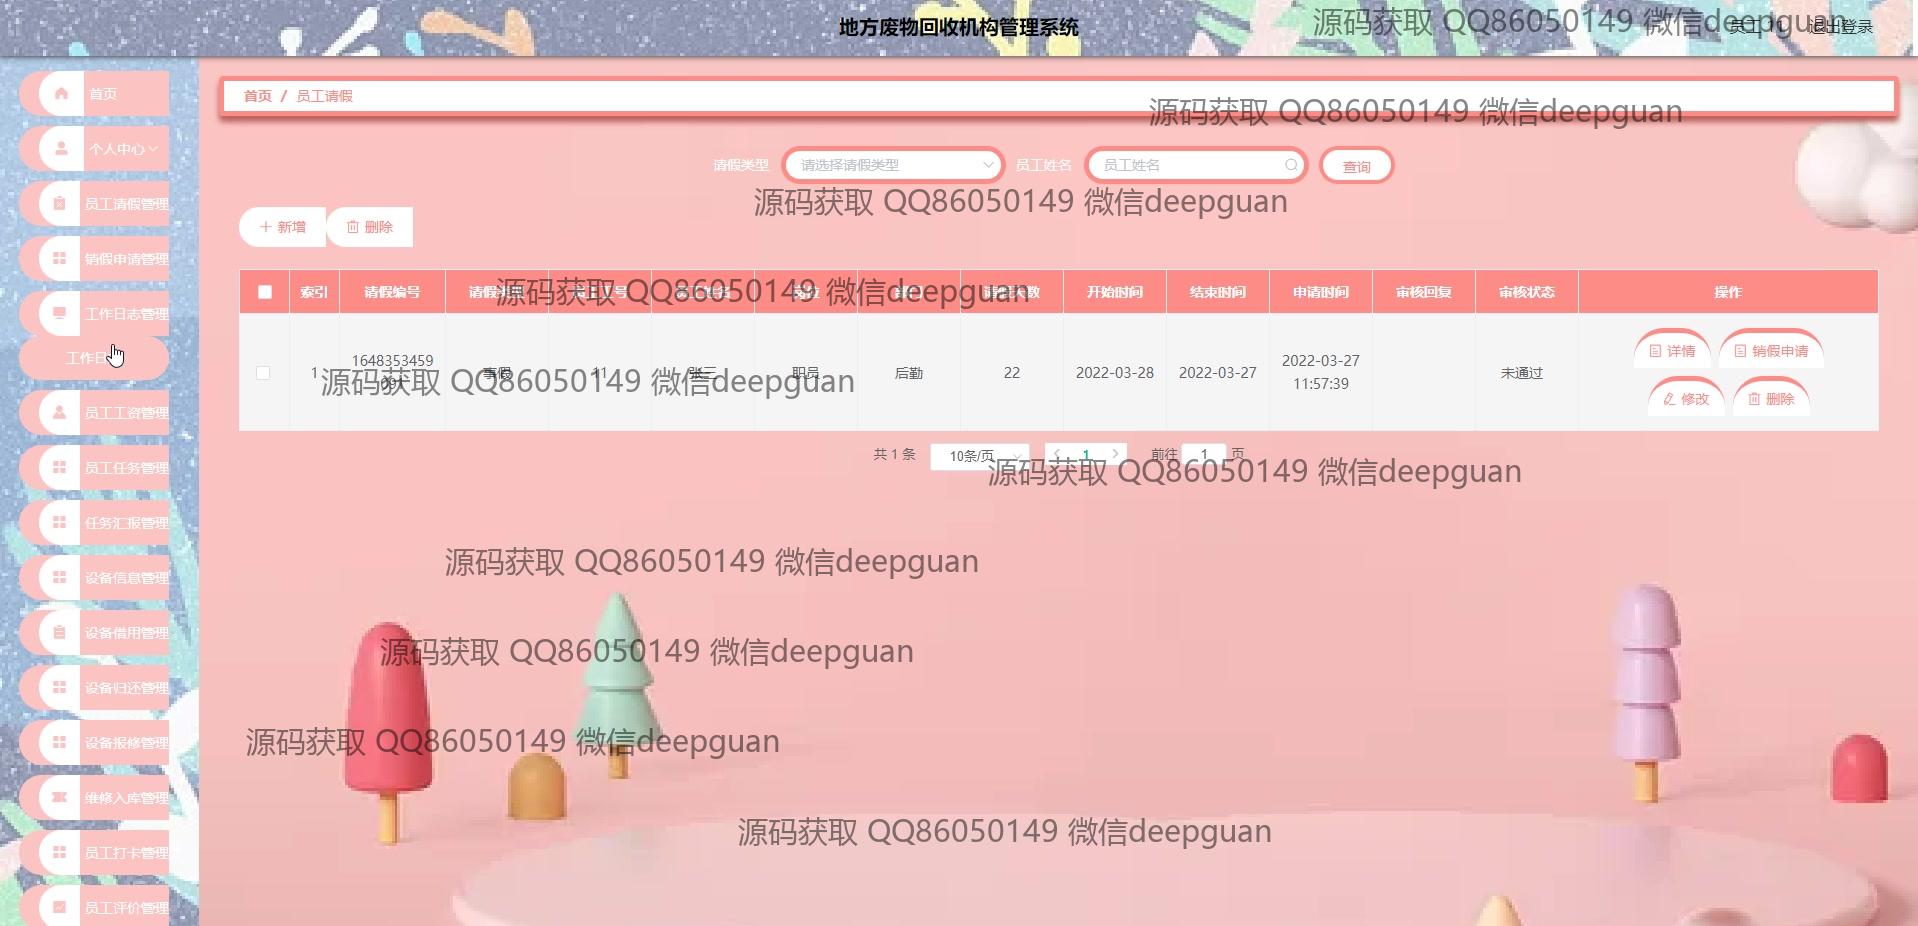 地方废物回收机构管理系统
源码获取 QQ86050149 微信deepguan
退出登录
首页
个人中心
员工请假管理
销假申请管理
工作日志管理
工作日
员工工资管理
员工任务管理
任务汇报管理
设备信息管理
设备借用管理
设备归还管理
设备报修管理
维修入库管理
员工打卡管理
员工评价管理
首页 / 员工请假
源码获取 QQ86050149 微信deepguan
请假类型 请选择请假类型 员工姓名 员工姓名 查询
源码获取 QQ86050149 微信deepguan
新增 删除
索引 请假编号 开始时间 结束时间 申请时间 审核回复 审核状态 操作
源码获取 QQ86050149 微信deepguan
1 1648353459 事假 11 张三 职员 后勤 22 2022-03-28 2022-03-27 2022-03-27 未通过 详情 销假申请
091 11:57:39 修改 删除
源码获取 QQ86050149 微信deepguan
共 1 条 10条/页 1 前往 1 页
源码获取 QQ86050149 微信deepguan
源码获取 QQ86050149 微信deepguan
源码获取 QQ86050149 微信deepguan
源码获取 QQ86050149 微信deepguan
源码获取 QQ86050149 微信deepguan